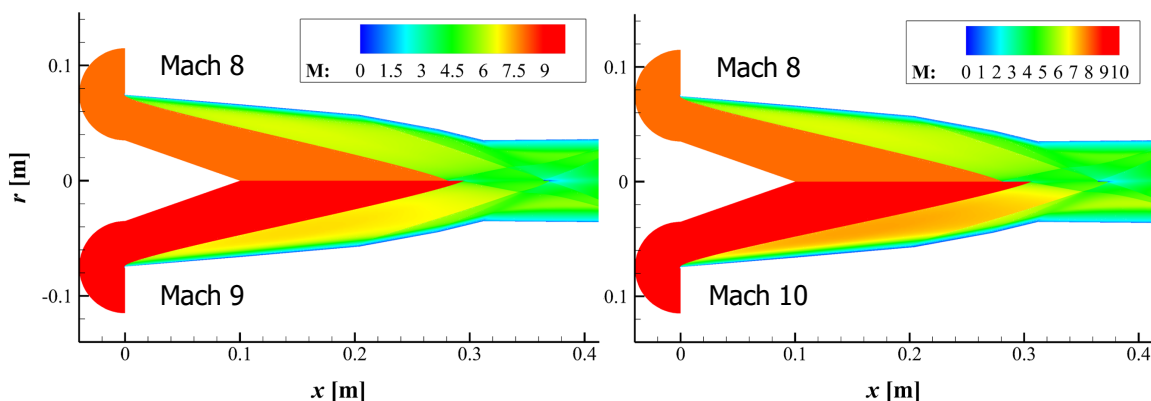 M: 0 1.5 3 4.5 6 7.5 9
Mach 8
0.1
0
-0.1
r [m]
Mach 9
0 0.1 0.2 0.3 0.4
x [m]
M: 0 1 2 3 4 5 6 7 8 9 10
Mach 8
0.1
0
0.1
Mach 10
0 0.1 0.2 0.3 0.4
x [m]